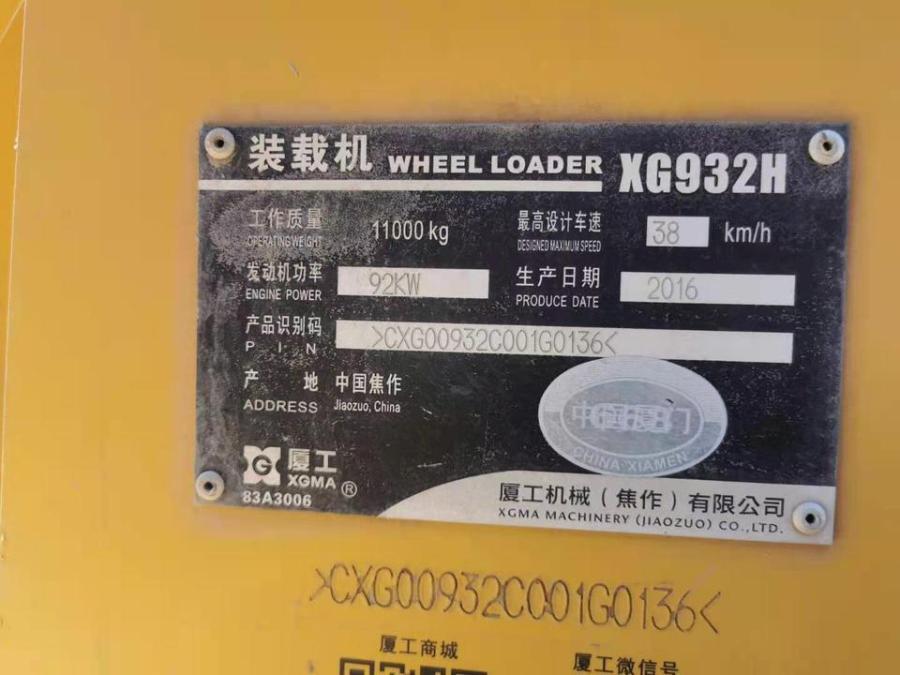 装载机 WHEEL LOADER XG932H
工作质量 11000 kg 最高设计车速 38 km/h
OPERATING WEIGHT DESIGNED MAXIMUM SPEED
发动机功率 92KW 生产日期 2016
ENGINE POWER PRODUCE DATE
产品识别码 >CXG00932C001G0136<
PIN
产 地 中国焦作
ADDRESS Jiaozuo, China
CHINA·XIAMEN
厦工
XGMA®
83A3006
厦工机械（焦作）有限公司
XGMA MACHINERY (JIAOZUO) CO.,LTD.
>CXG00932C001G0136<
厦工商城
厦工微信号